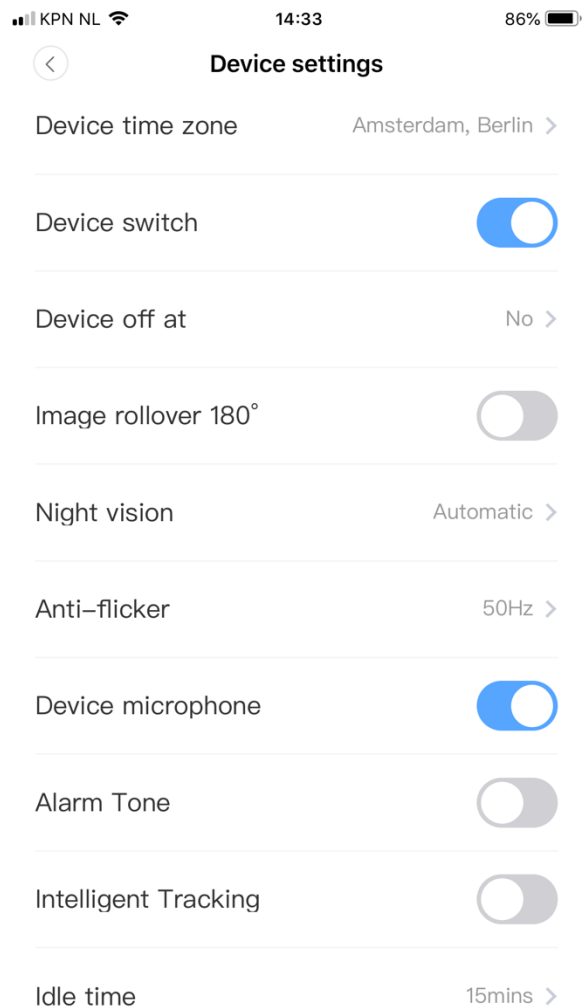 KPN NL 14:33 86%
Device settings
Device time zone Amsterdam, Berlin
Device switch
Device off at No
Image rollover 180°
Night vision Automatic
Anti–flicker 50Hz
Device microphone
Alarm Tone
Intelligent Tracking
Idle time 15mins